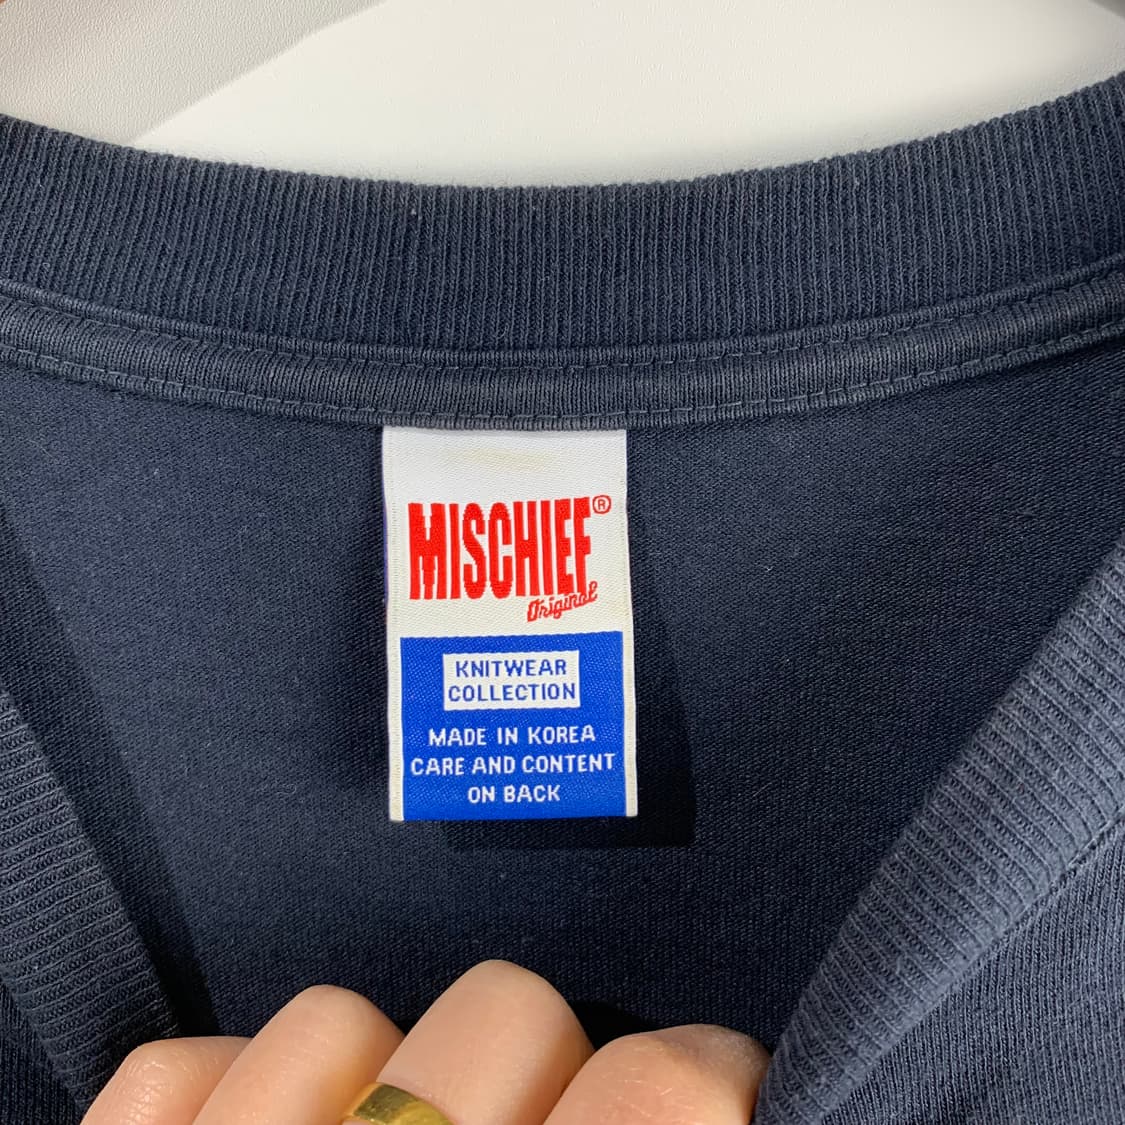 MISCHIEF®
Original
KNITWEAR
COLLECTION
MADE IN KOREA
CARE AND CONTENT
ON BACK